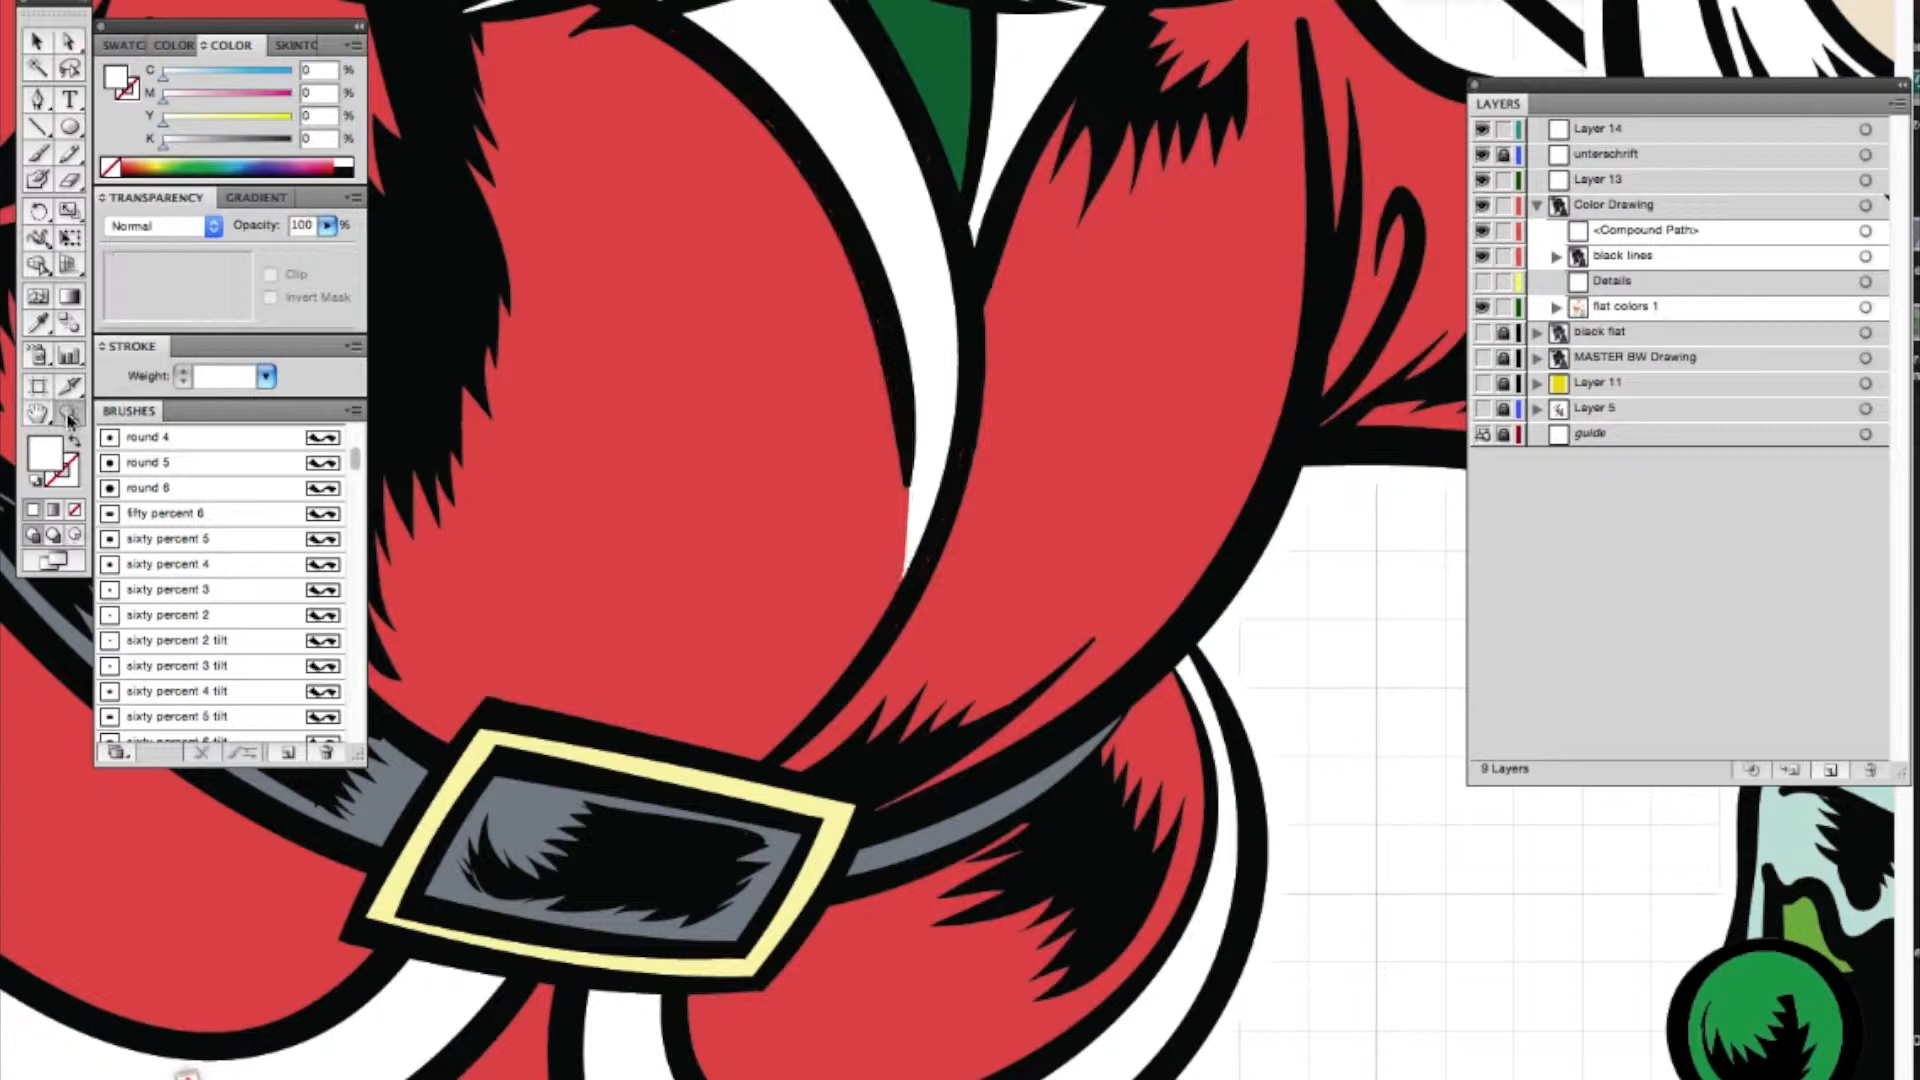 SWATC COLOR COLOR SKINTC
C 0 %
M 0 %
Y 0 %
K 0 %
TRANSPARENCY GRADIENT
Normal Opacity: 100 %
Clip
Invert Mask
STROKE
Weight:
BRUSHES
round 4
round 5
round 6
fifty percent 6
sixty percent 5
sixty percent 4
sixty percent 3
sixty percent 2
sixty percent 2 tilt
sixty percent 3 tilt
sixty percent 4 tilt
sixty percent 5 tilt
sixty percent 6 tilt
LAYERS
Layer 14
unterschrift
Layer 13
Color Drawing
<Compound Path>
black lines
Details
flat colors 1
black flat
MASTER BW Drawing
Layer 11
Layer 5
guide
9 Layers